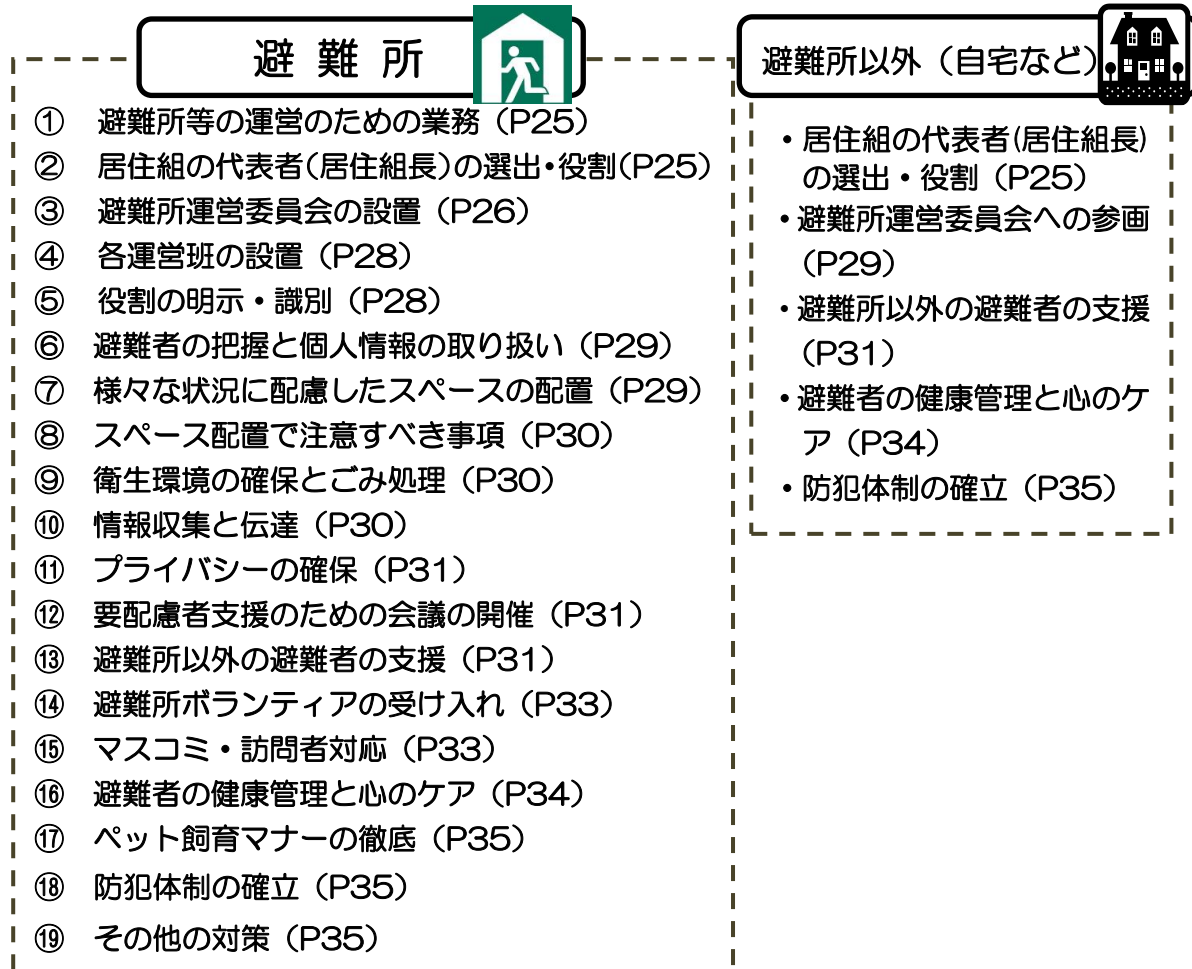 避難所
① 避難所等の運営のための業務（P25）
② 居住組の代表者（居住組長）の選出・役割（P25）
③ 避難所運営委員会の設置（P26）
④ 各運営班の設置（P28）
⑤ 役割の明示・識別（P28）
⑥ 避難者の把握と個人情報の取り扱い（P29）
⑦ 様々な状況に配慮したスペースの配置（P29）
⑧ スペース配置で注意すべき事項（P30）
⑨ 衛生環境の確保とごみ処理（P30）
⑩ 情報収集と伝達（P30）
⑪ プライバシーの確保（P31）
⑫ 要配慮者支援のための会議の開催（P31）
⑬ 避難所以外の避難者の支援（P31）
⑭ 避難所ボランティアの受け入れ（P33）
⑮ マスコミ・訪問者対応（P33）
⑯ 避難者の健康管理と心のケア（P34）
⑰ ペット飼育マナーの徹底（P35）
⑱ 防犯体制の確立（P35）
⑲ その他の対策（P35）
避難所以外（自宅など）
・居住組の代表者(居住組長)
の選出・役割（P25）
・避難所運営委員会への参画
（P29）
・避難所以外の避難者の支援
（P31）
・避難者の健康管理と心のケ
ア（P34）
・防犯体制の確立（P35）